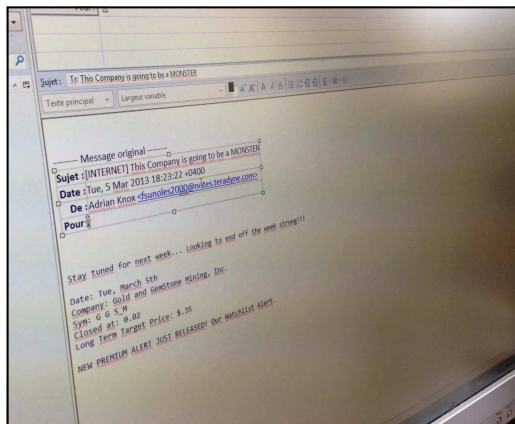 Pour :
Sujet : Tr: This Company is going to be a MONSTER
Texte principal Largeur variable
-------- Message original --------
Sujet : [INTERNET] This Company is going to be a MONSTER
Date : Tue, 5 Mar 2013 18:23:22 +0400
De : Adrian Knox <fsunoles2000@nites.teradyne.com>
Pour :
Stay tuned for next week... Looking to end off the week strong!!!
Date: Tue, March 5th
Company: Gold and GemStone Mining, Inc.
Sym: G G S_M
Closed at: 0.02
Long Term Target Price: $.35
NEW PREMIUM ALERT JUST RELEASED! Our Watchlist Alert.